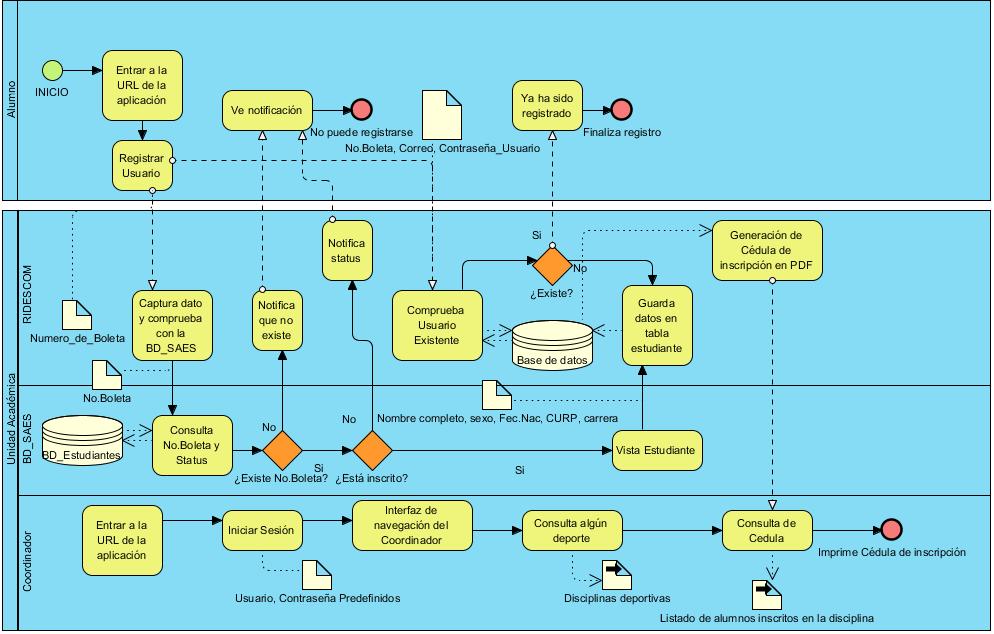 Alumno
INICIO
Entrar a la
URL de la
aplicación
Registrar
Usuario
Ve notificación
No puede registrarse
No.Boleta, Correo, Contraseña_Usuario
Ya ha sido
registrado
Finaliza registro
Unidad Académica
RIDESCOM
Numero_de_Boleta
No.Boleta
Captura dato
y comprueba
con la
BD_SAES
Notifica
que no
existe
Notifica
status
Comprueba
Usuario
Existente
Si
No
¿Existe?
Base de datos
Guarda
datos en
tabla
estudiante
Generación de
Cédula de
inscripción en PDF
BD_SAES
BD_Estudiantes
Consulta
No.Boleta y
Status
No
¿Existe No.Boleta?
Si
No
¿Está inscrito?
Nombre completo, sexo, Fec.Nac, CURP, carrera
Si
Vista Estudiante
Coordinador
Entrar a la
URL de la
aplicación
Iniciar Sesión
Usuario, Contraseña Predefinidos
Interfaz de
navegación del
Coordinador
Consulta algún
deporte
Disciplinas deportivas
Consulta de
Cedula
Listado de alumnos inscritos en la disciplina
Imprime Cédula de inscripción